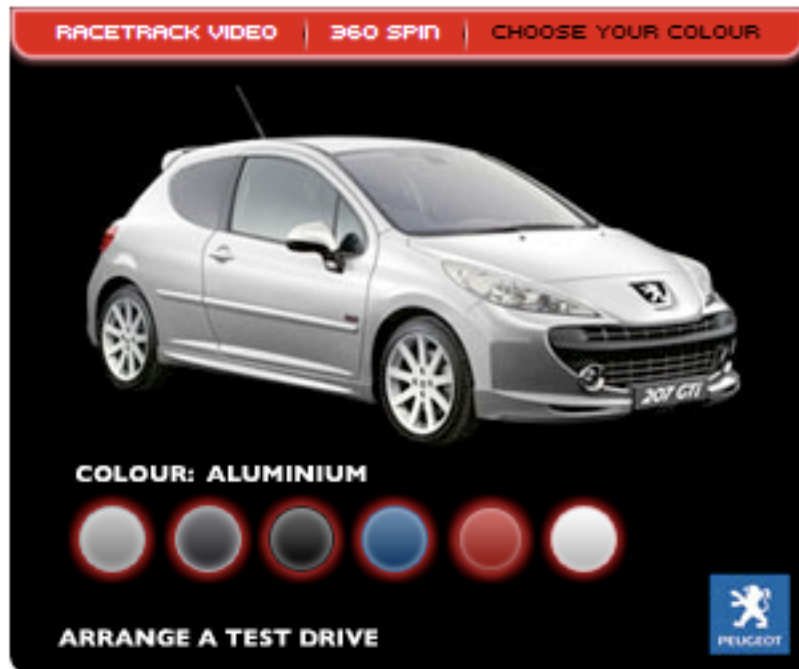 RACETRACK VIDEO | 360 SPIN | CHOOSE YOUR COLOUR
207 GTi
COLOUR: ALUMINIUM
PEUGEOT
ARRANGE A TEST DRIVE